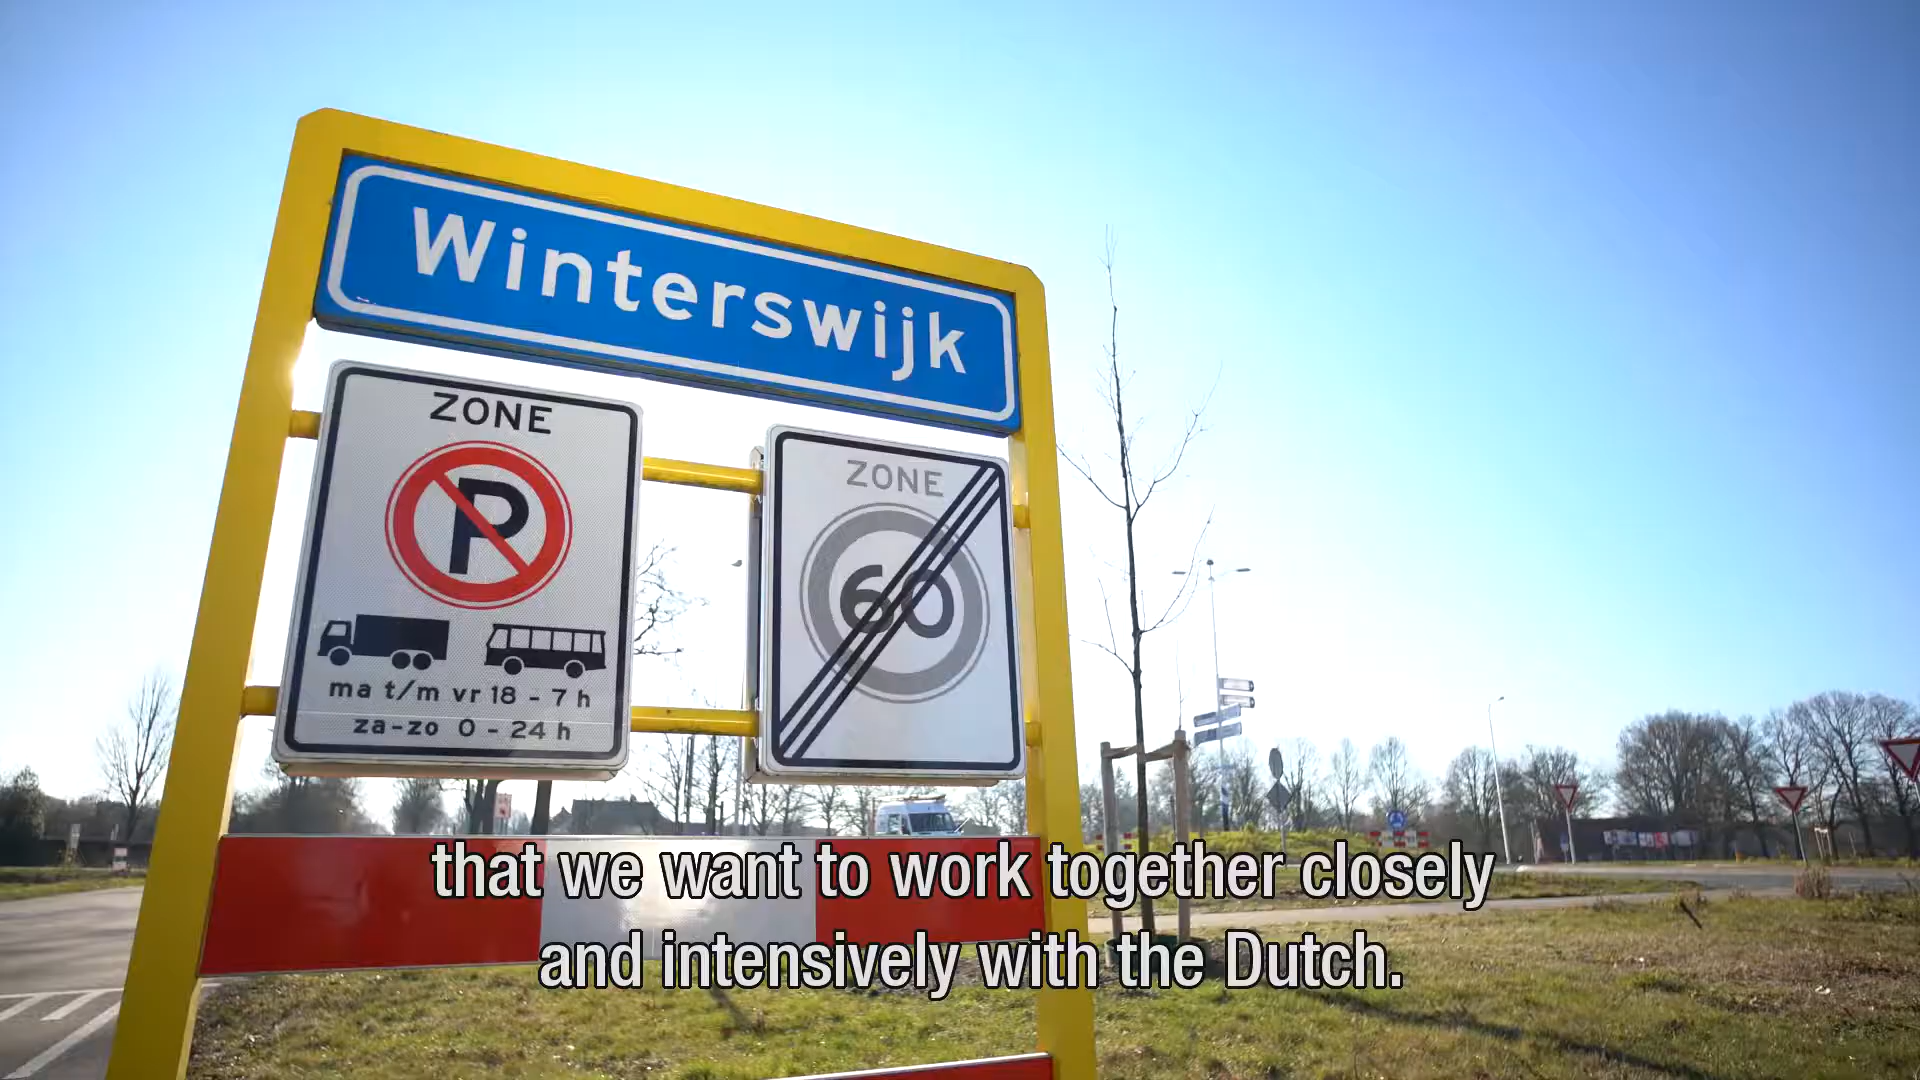 Winterswijk
ZONE
P
ma t/m vr 18 - 7 h
za-zo 0 - 24 h
ZONE
60
that we want to work together closely
and intensively with the Dutch.